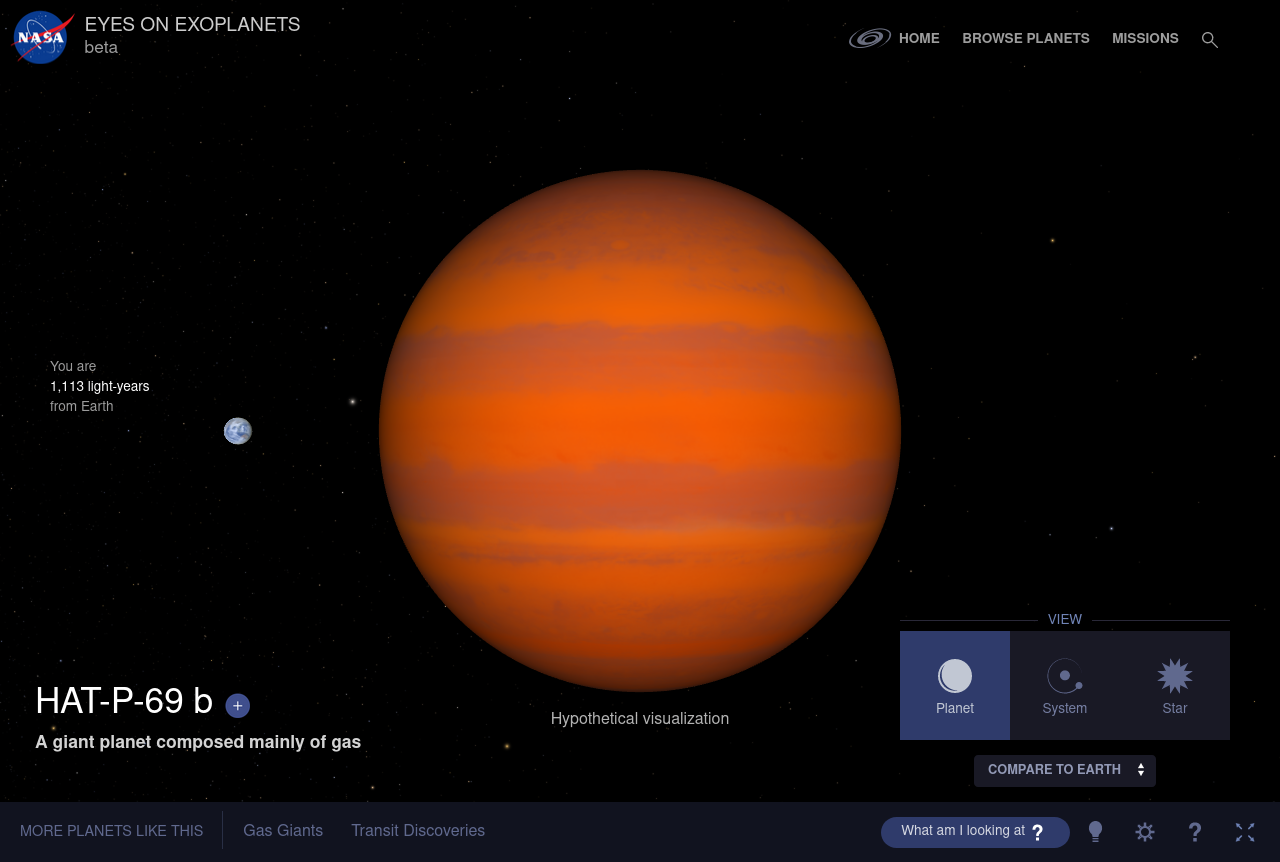 NASA
EYES ON EXOPLANETS
beta
HOME
BROWSE PLANETS
MISSIONS
You are
1,113 light-years
from Earth
HAT-P-69 b +
A giant planet composed mainly of gas
Hypothetical visualization
VIEW
Planet
System
Star
COMPARE TO EARTH
MORE PLANETS LIKE THIS
Gas Giants
Transit Discoveries
What am I looking at ?
?